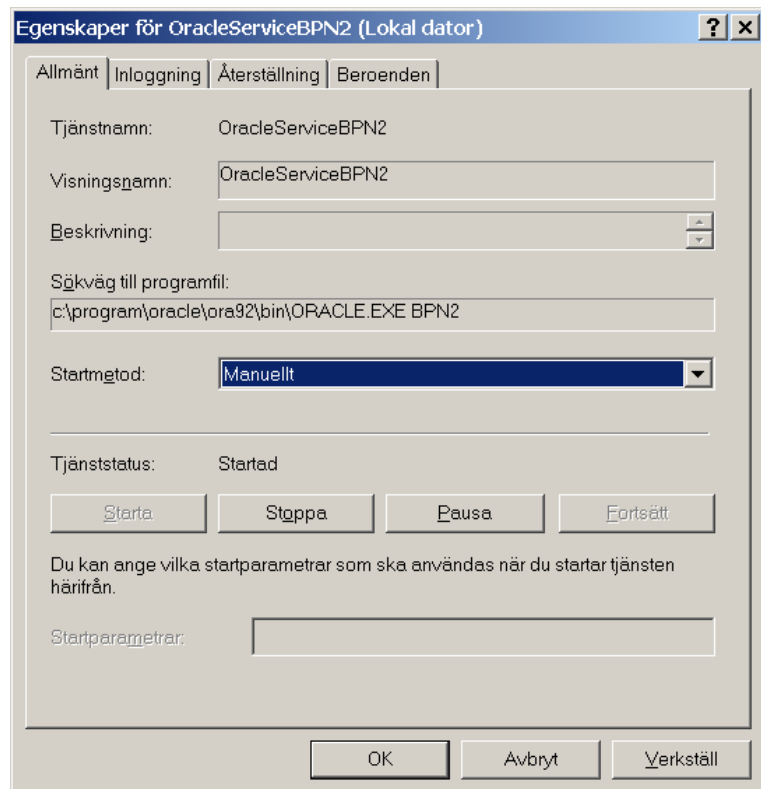 Egenskaper för OracleServiceBPN2 (Lokal dator)
Allmänt Inloggning Återställning Beroenden
Tjänstnamn: OracleServiceBPN2
Visningsnamn: OracleServiceBPN2
Beskrivning:
Sökväg till programfil:
c:\program\oracle\ora92\bin\ORACLE.EXE BPN2
Startmetod: Manuellt
Tjänststatus: Startad
Starta Stoppa Pausa Fortsätt
Du kan ange vilka startparametrar som ska användas när du startar tjänsten
härifrån.
Startparametrar:
OK Avbryt Verkställ